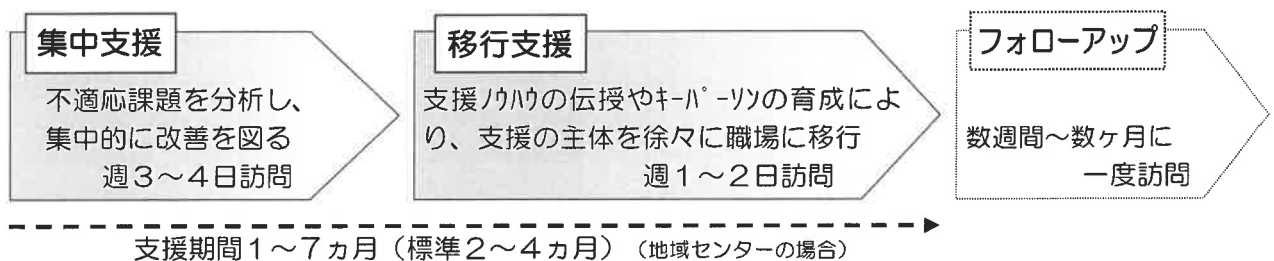 集中支援
不適応課題を分析し、
集中的に改善を図る
週3～4日訪問
移行支援
支援ﾉｳﾊｳの伝授やｷｰﾊﾟｰｿﾝの育成によ
り、支援の主体を徐々に職場に移行
週1～2日訪問
フォローアップ
数週間～数ヶ月に
一度訪問
支援期間1～7ヵ月（標準2～4ヵ月）（地域センターの場合）